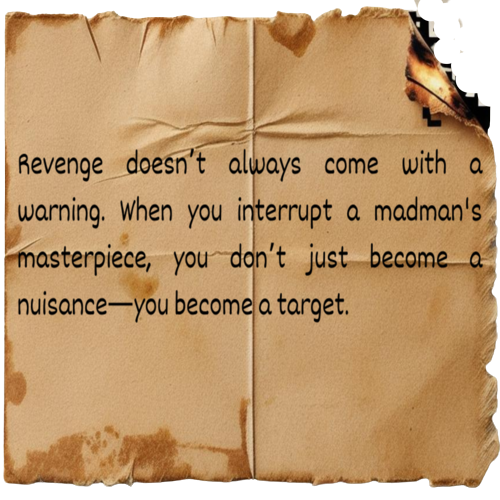 Revenge doesn’t always come with a
warning. When you interrupt a madman's
masterpiece, you don’t just become a
nuisance—you become a target.